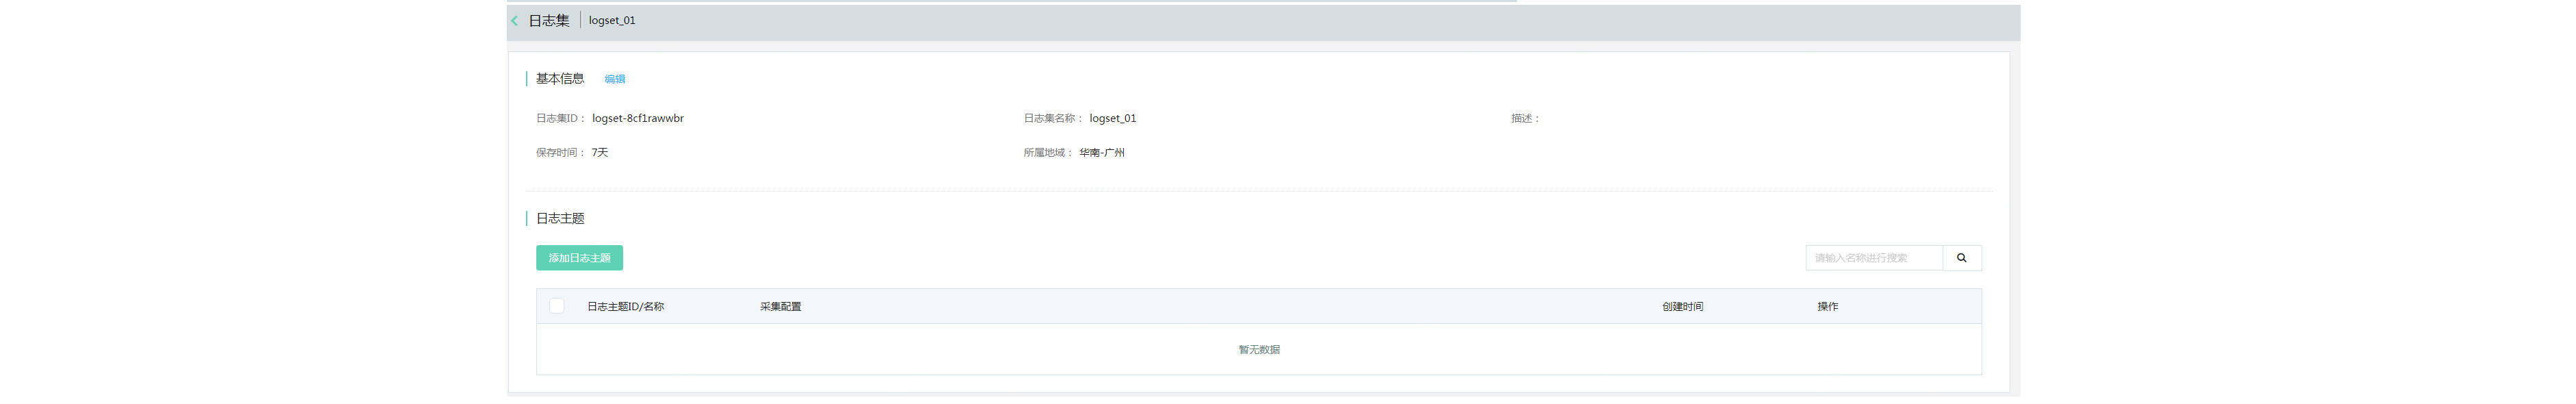 日志集 logset_01
基本信息 编辑
日志集ID： logset-8cf1rawwbr 日志集名称： logset_01 描述：
保存时间： 7天 所属地域： 华南-广州
日志主题
添加日志主题 请输入名称进行搜索
日志主题ID/名称 采集配置 创建时间 操作
暂无数据